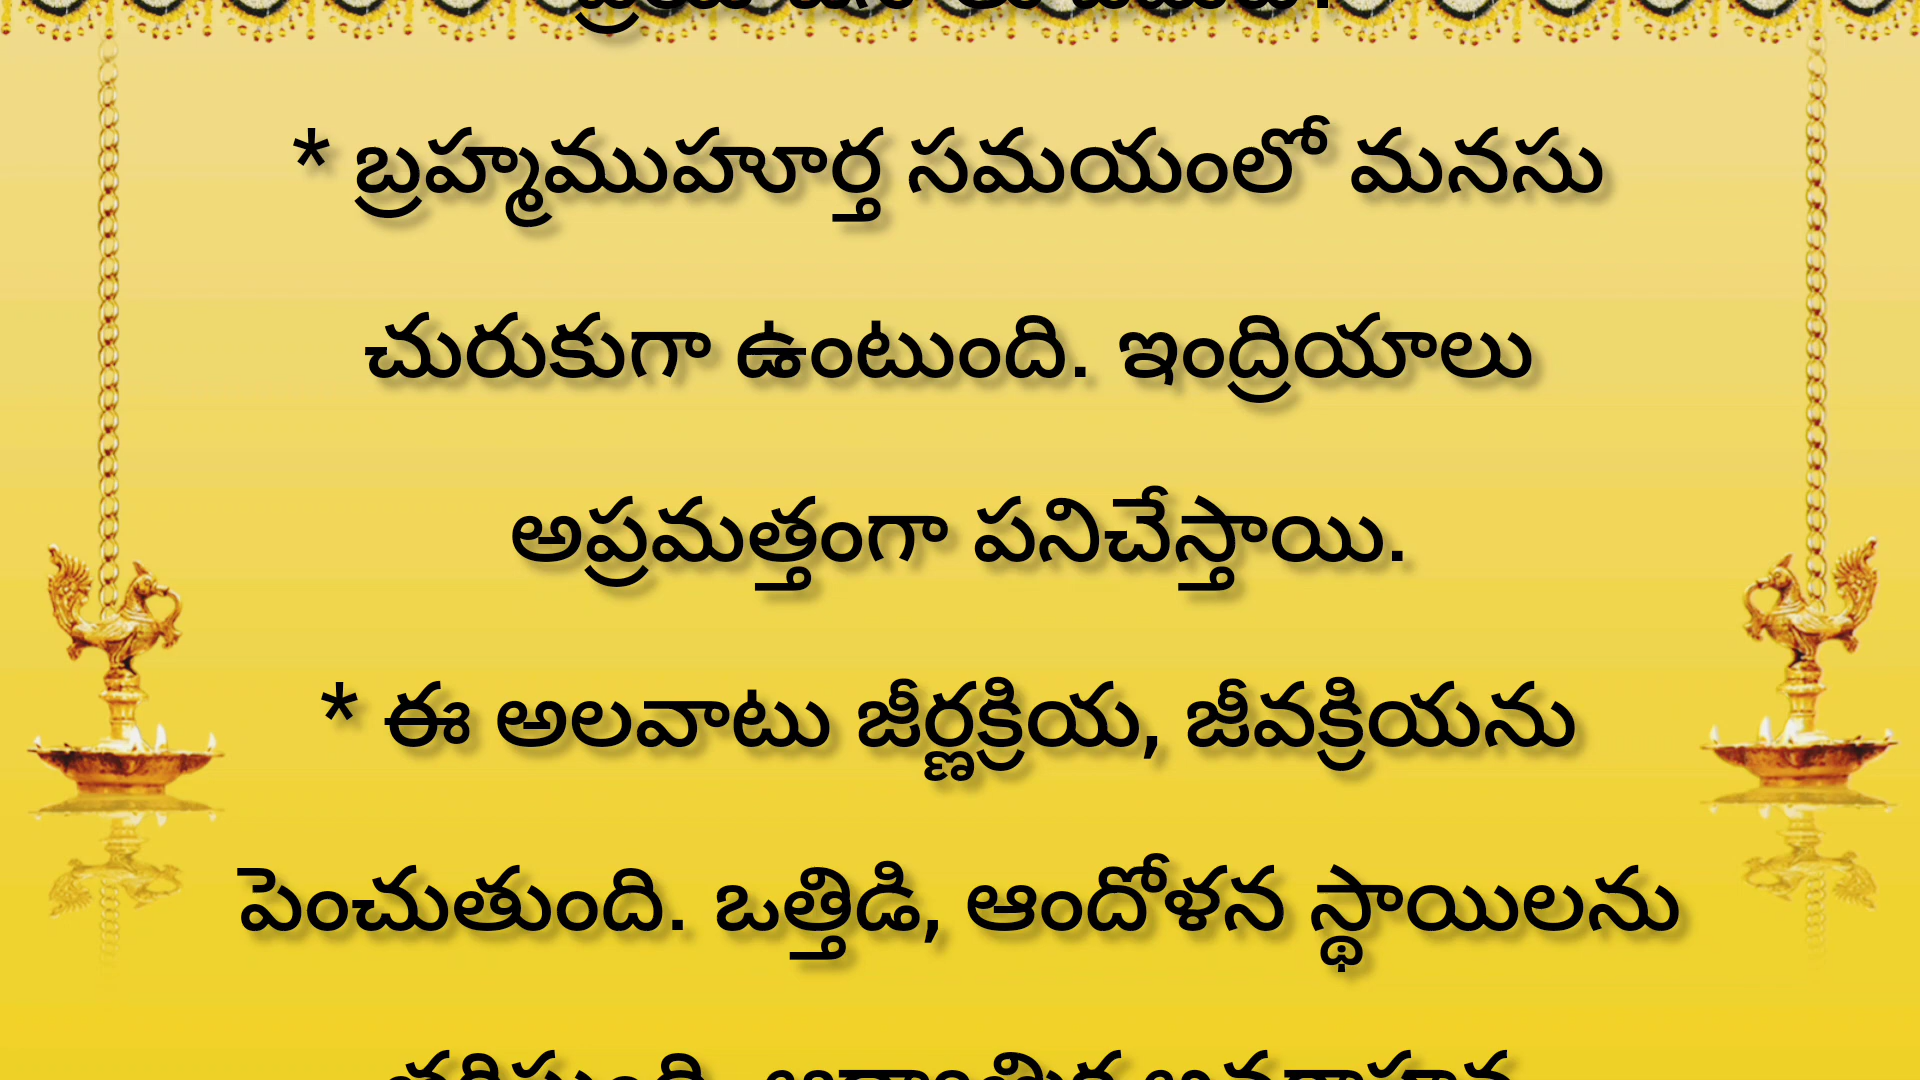 * బ్రహ్మముహూర్త సమయంలో మనసు
చురుకుగా ఉంటుంది. ఇంద్రియాలు
అప్రమత్తంగా పనిచేస్తాయి.
* ఈ అలవాటు జీర్ణక్రియ, జీవక్రియను
పెంచుతుంది. ఒత్తిడి, ఆందోళన స్థాయిలను